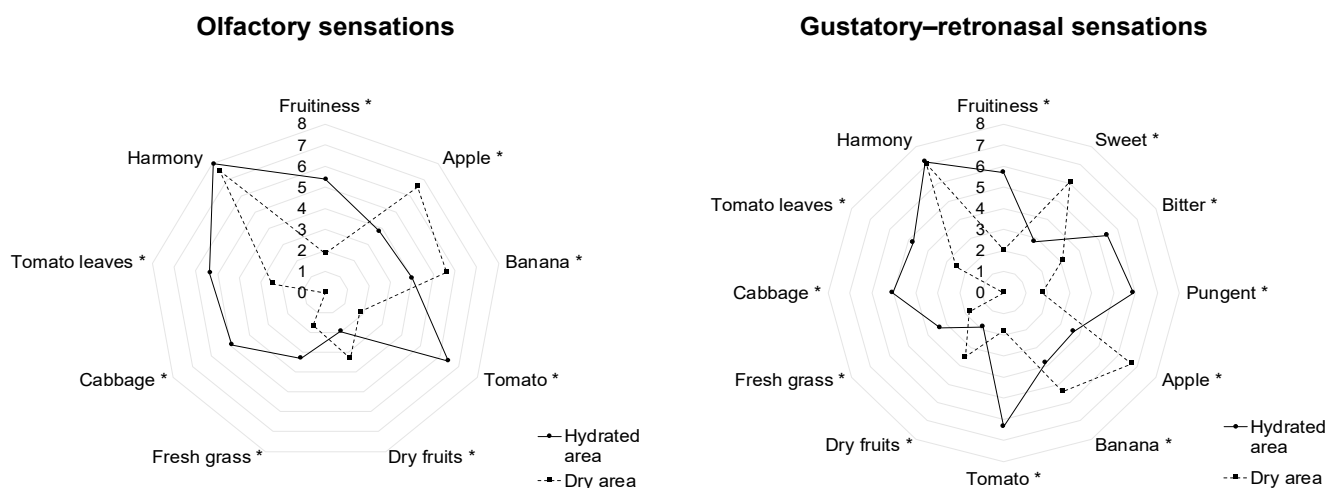 Olfactory sensations
Fruitiness *
8
7
6
5
4
3
2
1
0
Harmony
Apple *
Tomato leaves *
Banana *
Cabbage *
Tomato *
Fresh grass *
Dry fruits *
Hydrated
area
Dry area
Gustatory–retronasal sensations
Fruitiness *
8
7
6
5
4
3
2
1
0
Harmony
Sweet *
Tomato leaves *
Bitter *
Cabbage *
Pungent *
Fresh grass *
Apple *
Dry fruits *
Banana *
Tomato *
Hydrated
area
Dry area